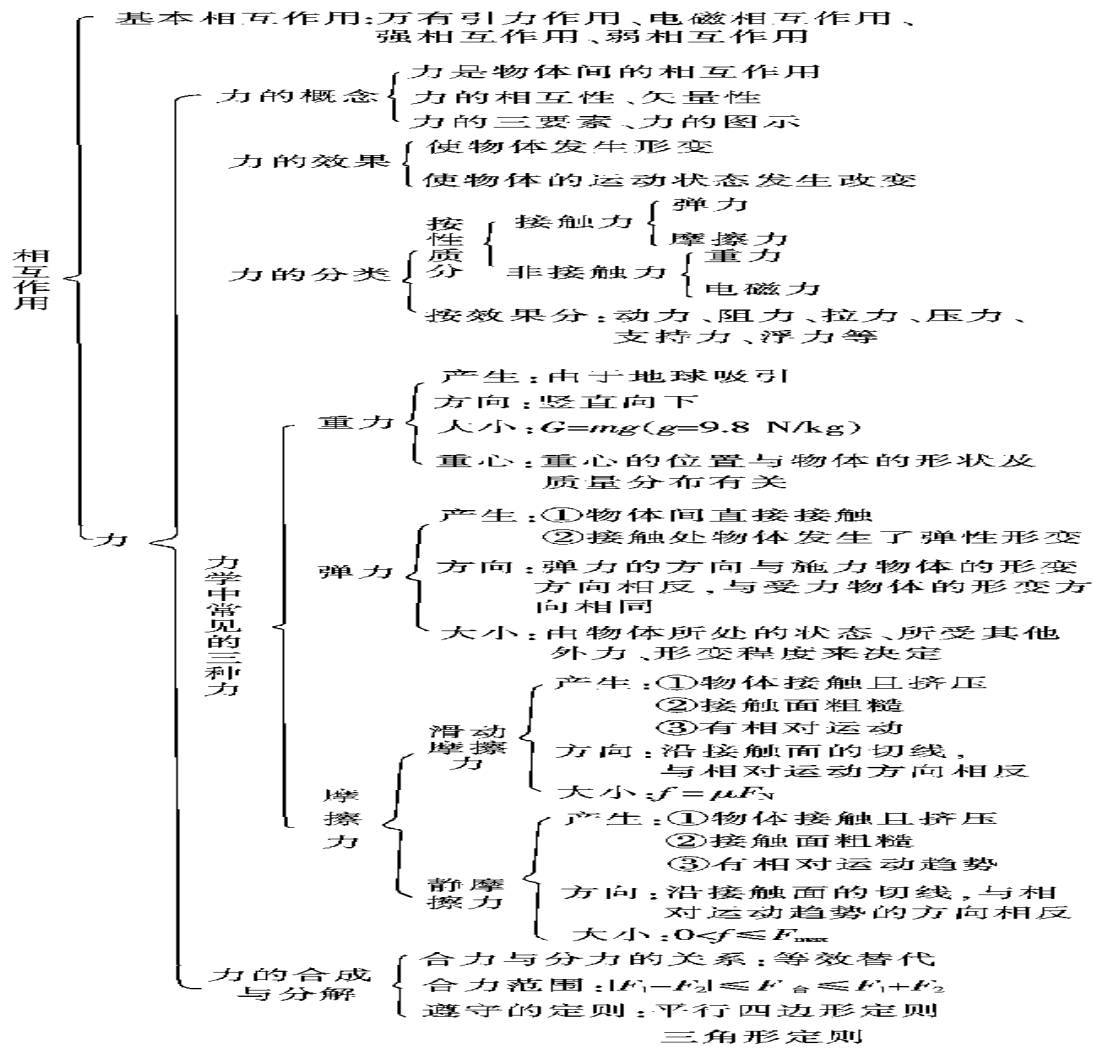 基本相互作用:万有引力作用、电磁相互作用、
强相互作用、弱相互作用
力的概念
力是物体间的相互作用
力的相互性、矢量性
力的三要素、力的图示
力的效果
使物体发生形变
使物体的运动状态发生改变
相互作用
力的分类
按性质分
接触力
弹力
摩擦力
非接触力
重力
电磁力
按效果分:动力、阻力、拉力、压力、
支持力、浮力等
力
力学中常见的三种力
重力
产生:由于地球吸引
方向:竖直向下
大小:G=mg(g=9.8 N/kg)
重心:重心的位置与物体的形状及
质量分布有关
弹力
产生:①物体间直接接触
②接触处物体发生了弹性形变
方向:弹力的方向与施力物体的形变
方向相反,与受力物体的形变方
向相同
大小:由物体所处的状态、所受其他
外力、形变程度来决定
摩擦力
滑动
摩擦
力
产生:①物体接触且挤压
②接触面粗糙
③有相对运动
方向:沿接触面的切线,
与相对运动方向相反
大小:f=μFN
静摩
擦力
产生:①物体接触且挤压
②接触面粗糙
③有相对运动趋势
方向:沿接触面的切线,与相
对运动趋势的方向相反
大小:0<f≤Fmax
力的合成
与分解
合力与分力的关系:等效替代
合力范围:|F₁-F₂|≤F合≤F₁+F₂
遵守的定则:平行四边形定则
三角形定则